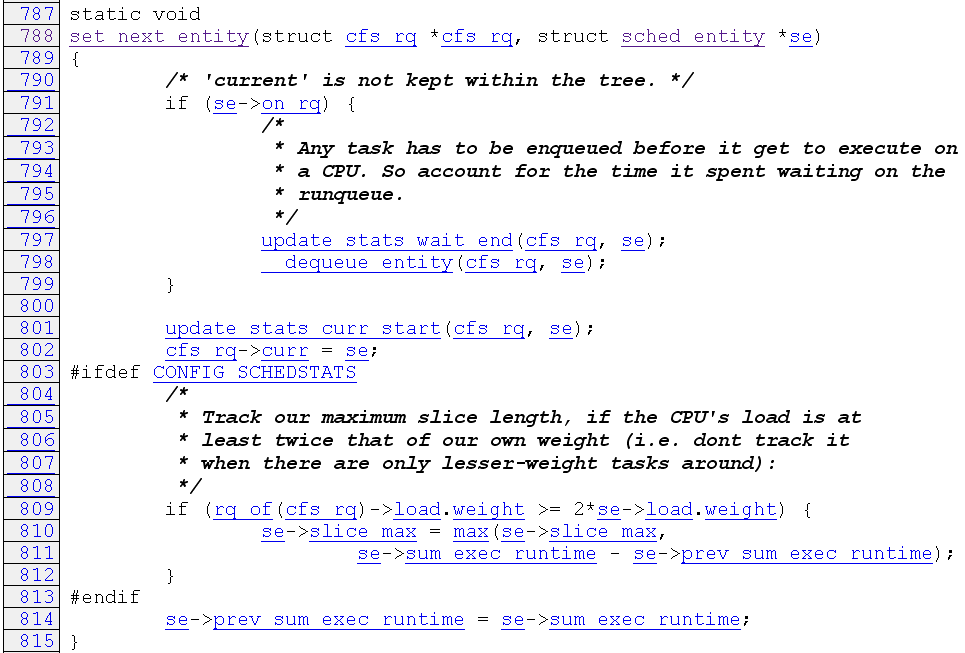 787 static void
788 set_next_entity(struct cfs_rq *cfs_rq, struct sched_entity *se)
789 {
790         /* 'current' is not kept within the tree. */
791         if (se->on_rq) {
792                 /*
793                  * Any task has to be enqueued before it get to execute on
794                  * a CPU. So account for the time it spent waiting on the
795                  * runqueue.
796                  */
797                 update_stats_wait_end(cfs_rq, se);
798                 __dequeue_entity(cfs_rq, se);
799         }
800
801         update_stats_curr_start(cfs_rq, se);
802         cfs_rq->curr = se;
803 #ifdef CONFIG_SCHEDSTATS
804         /*
805          * Track our maximum slice length, if the CPU's load is at
806          * least twice that of our own weight (i.e. dont track it
807          * when there are only lesser-weight tasks around):
808          */
809         if (rq_of(cfs_rq)->load.weight >= 2*se->load.weight) {
810                 se->slice_max = max(se->slice_max,
811                         se->sum_exec_runtime - se->prev_sum_exec_runtime);
812         }
813 #endif
814         se->prev_sum_exec_runtime = se->sum_exec_runtime;
815 }